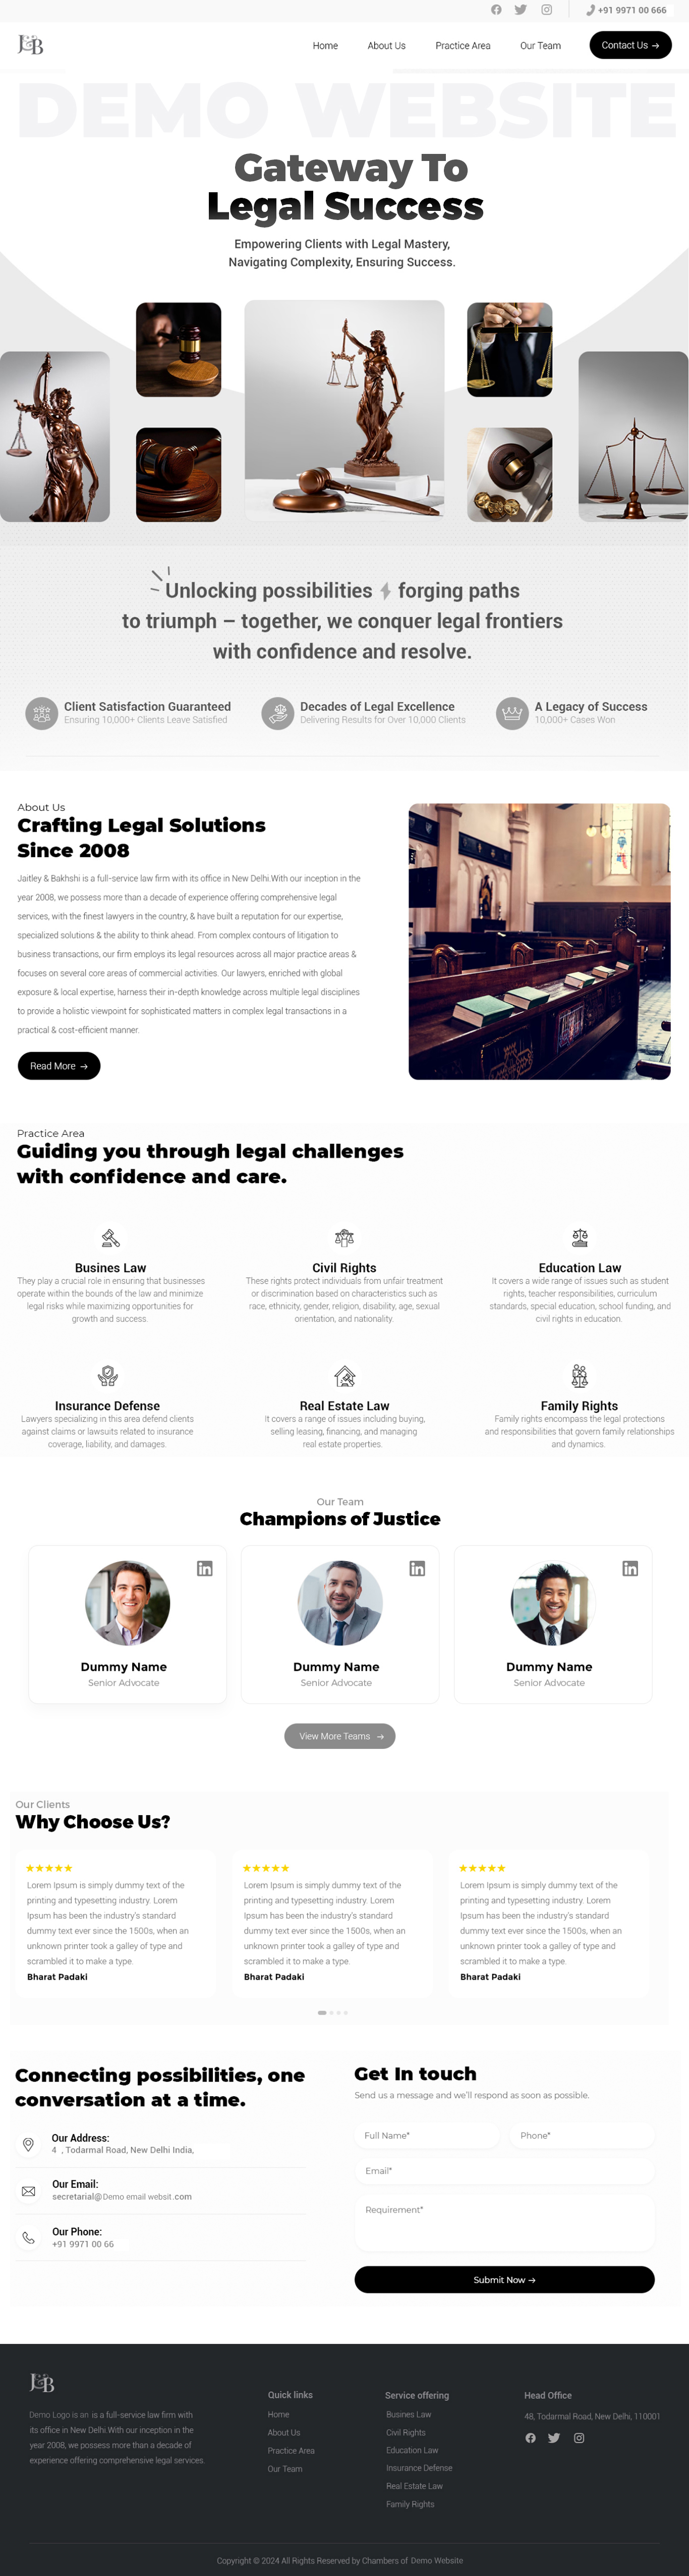 +91 9971 00 666
J&B
Home
About Us
Practice Area
Our Team
Contact Us →
DEMO WEBSITE
Gateway To
Legal Success
Empowering Clients with Legal Mastery,
Navigating Complexity, Ensuring Success.
Unlocking possibilities forging paths
to triumph – together, we conquer legal frontiers
with confidence and resolve.
Client Satisfaction Guaranteed
Ensuring 10,000+ Clients Leave Satisfied
Decades of Legal Excellence
Delivering Results for Over 10,000 Clients
A Legacy of Success
10,000+ Cases Won
About Us
Crafting Legal Solutions
Since 2008
Jaitley & Bakhshi is a full-service law firm with its office in New Delhi.With our inception in the
year 2008, we possess more than a decade of experience offering comprehensive legal
services, with the finest lawyers in the country, & have built a reputation for our expertise,
specialized solutions & the ability to think ahead. From complex contours of litigation to
business transactions, our firm employs its legal resources across all major practice areas &
focuses on several core areas of commercial activities. Our lawyers, enriched with global
exposure & local expertise, harness their in-depth knowledge across multiple legal disciplines
to provide a holistic viewpoint for sophisticated matters in complex legal transactions in a
practical & cost-efficient manner.
Read More →
Practice Area
Guiding you through legal challenges
with confidence and care.
Busines Law
They play a crucial role in ensuring that businesses
operate within the bounds of the law and minimize
legal risks while maximizing opportunities for
growth and success.
Civil Rights
These rights protect individuals from unfair treatment
or discrimination based on characteristics such as
race, ethnicity, gender, religion, disability, age, sexual
orientation, and nationality.
Education Law
It covers a wide range of issues such as student
rights, teacher responsibilities, curriculum
standards, special education, school funding, and
civil rights in education.
Insurance Defense
Lawyers specializing in this area defend clients
against claims or lawsuits related to insurance
coverage, liability, and damages.
Real Estate Law
It covers a range of issues including buying,
selling leasing, financing, and managing
real estate properties.
Family Rights
Family rights encompass the legal protections
and responsibilities that govern family relationships
and dynamics.
Our Team
Champions of Justice
in
Dummy Name
Senior Advocate
in
Dummy Name
Senior Advocate
in
Dummy Name
Senior Advocate
View More Teams →
Our Clients
Why Choose Us?
Lorem Ipsum is simply dummy text of the
printing and typesetting industry. Lorem
Ipsum has been the industry's standard
dummy text ever since the 1500s, when an
unknown printer took a galley of type and
scrambled it to make a type.
Bharat Padaki
Lorem Ipsum is simply dummy text of the
printing and typesetting industry. Lorem
Ipsum has been the industry's standard
dummy text ever since the 1500s, when an
unknown printer took a galley of type and
scrambled it to make a type.
Bharat Padaki
Lorem Ipsum is simply dummy text of the
printing and typesetting industry. Lorem
Ipsum has been the industry's standard
dummy text ever since the 1500s, when an
unknown printer took a galley of type and
scrambled it to make a type.
Bharat Padaki
Connecting possibilities, one
conversation at a time.
Our Address:
4 , Todarmal Road, New Delhi India,
Our Email:
secretarial@Demo email websit.com
Our Phone:
+91 9971 00 66
Get In touch
Send us a message and we'll respond as soon as possible.
Full Name*
Phone*
Email*
Requirement*
Submit Now →
J&B
Demo Logo is an is a full-service law firm with
its office in New Delhi.With our inception in the
year 2008, we possess more than a decade of
experience offering comprehensive legal services.
Quick links
Home
About Us
Practice Area
Our Team
Service offering
Busines Law
Civil Rights
Education Law
Insurance Defense
Real Estate Law
Family Rights
Head Office
48, Todarmal Road, New Delhi, 110001
Copyright © 2024 All Rights Reserved by Chambers of Demo Website